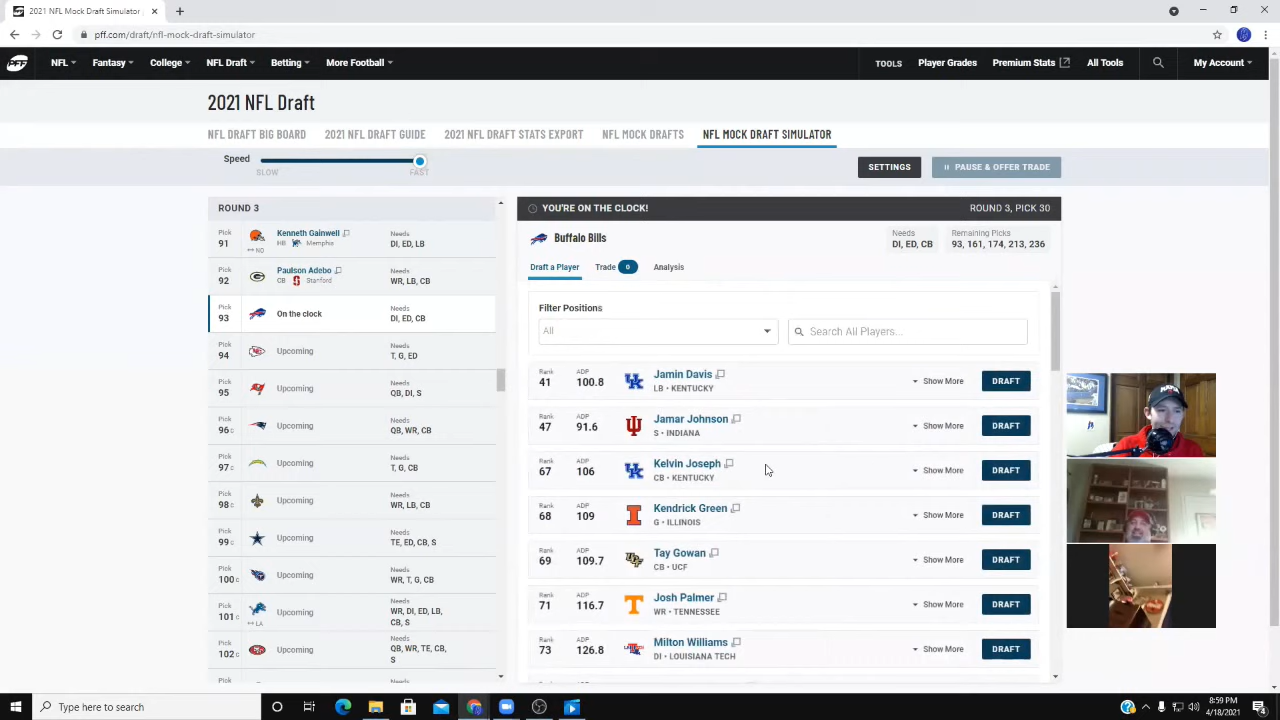 2021 NFL Mock Draft Simulator | P
pff.com/draft/nfl-mock-draft-simulator
PFF
NFL
Fantasy
College
NFL Draft
Betting
More Football
TOOLS
Player Grades
Premium Stats
All Tools
My Account
2021 NFL Draft
NFL DRAFT BIG BOARD
2021 NFL DRAFT GUIDE
2021 NFL DRAFT STATS EXPORT
NFL MOCK DRAFTS
NFL MOCK DRAFT SIMULATOR
Speed
SLOW
FAST
SETTINGS
PAUSE & OFFER TRADE
ROUND 3
Pick
91
NO
Kenneth Gainwell
HB Memphis
Needs
DI, ED, LB
Pick
92
Paulson Adebo
CB Stanford
Needs
WR, LB, CB
Pick
93
On the clock
Needs
DI, ED, CB
Pick
94
Upcoming
Needs
T, G, ED
Pick
95
Upcoming
Needs
QB, DI, S
Pick
96 C
Upcoming
Needs
QB, WR, CB
Pick
97 C
Upcoming
Needs
T, G, CB
Pick
98 C
Upcoming
Needs
WR, LB, CB
Pick
99 C
Upcoming
Needs
TE, ED, CB, S
Pick
100 C
Upcoming
Needs
WR, T, G, CB
Pick
101 C
LA
Upcoming
Needs
WR, DI, ED, LB,
CB, S
Pick
102 C
Upcoming
Needs
QB, WR, TE, CB,
S
YOU'RE ON THE CLOCK!
ROUND 3, PICK 30
Buffalo Bills
Needs
DI, ED, CB
Remaining Picks
93, 161, 174, 213, 236
Draft a Player
Trade 0
Analysis
Filter Positions
All
Search All Players...
Rank
41
ADP
100.8
UK
Jamin Davis
LB • KENTUCKY
Show More
DRAFT
Rank
47
ADP
91.6
Jamar Johnson
S • INDIANA
Show More
DRAFT
Rank
67
ADP
106
UK
Kelvin Joseph
CB • KENTUCKY
Show More
DRAFT
Rank
68
ADP
109
I
Kendrick Green
G • ILLINOIS
Show More
DRAFT
Rank
69
ADP
109.7
Tay Gowan
CB • UCF
Show More
DRAFT
Rank
71
ADP
116.7
T
Josh Palmer
WR • TENNESSEE
Show More
DRAFT
Rank
73
ADP
126.8
Milton Williams
DI • LOUISIANA TECH
Show More
DRAFT
Type here to search
8:59 PM
4/18/2021
4